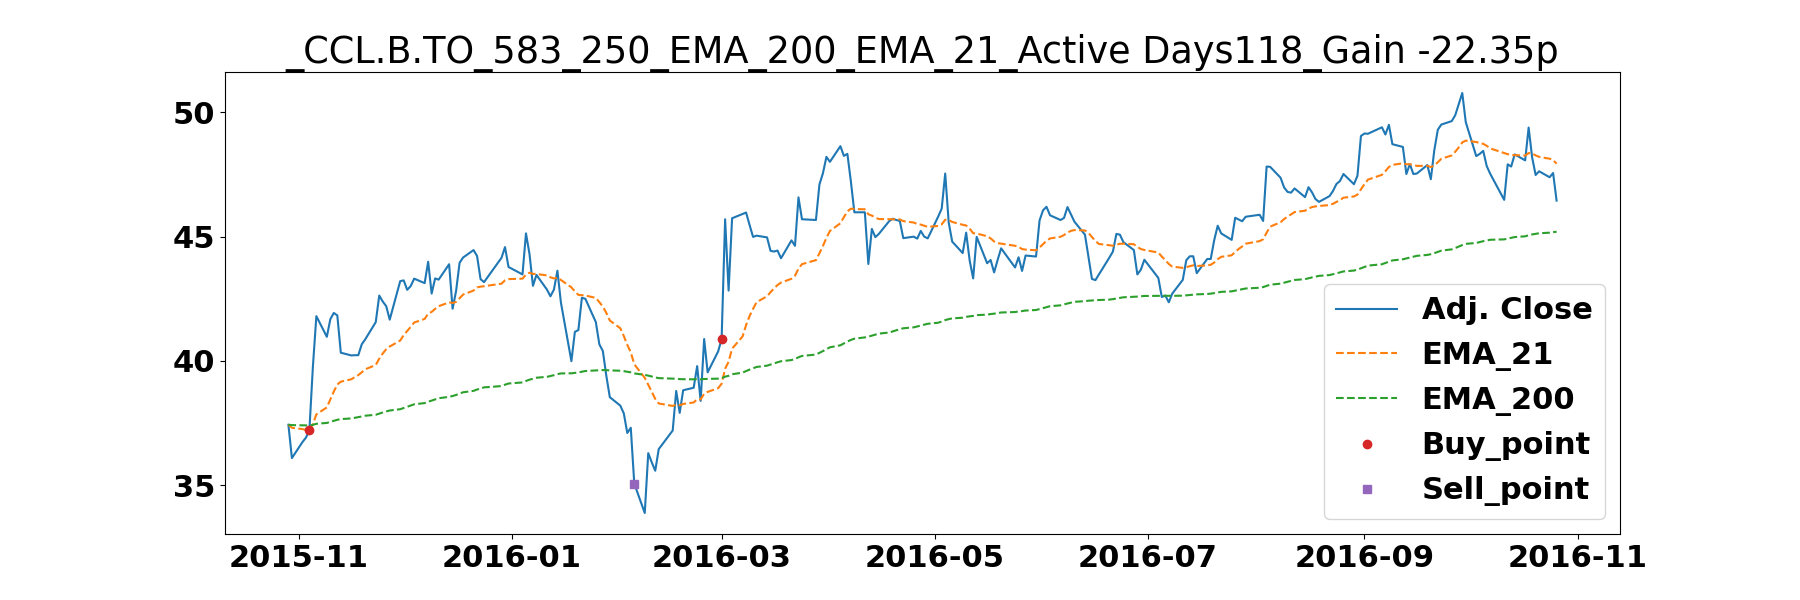 _CCL.B.TO_583_250_EMA_200_EMA_21_Active Days118_Gain -22.35p
50
45
40
35
Adj. Close
EMA_21
EMA_200
Buy_point
Sell_point
2015-11 2016-01 2016-03 2016-05 2016-07 2016-09 2016-11